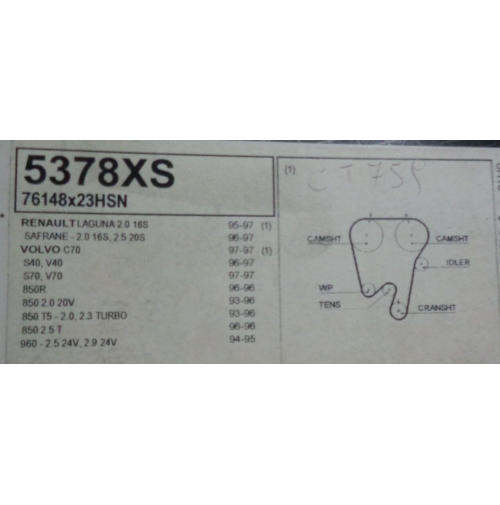 5378XS
76148x23HSN
RENAULT LAGUNA 2.0 16S 95-97 (1)
SAFRANE - 2.0 16S, 2.5 20S 96-97
VOLVO C70 97-97 (1)
S40, V40 96-97
S70, V70 97-97
850R 96-96
850 2.0 20V 93-96
850 T5 - 2.0, 2.3 TURBO 93-96
850 2.5 T 96-96
960 - 2.5 24V, 2.9 24V 94-95
(1)
CT 759
CAMSHT CAMSHT
IDLER
WP
TENS
CRANSHT